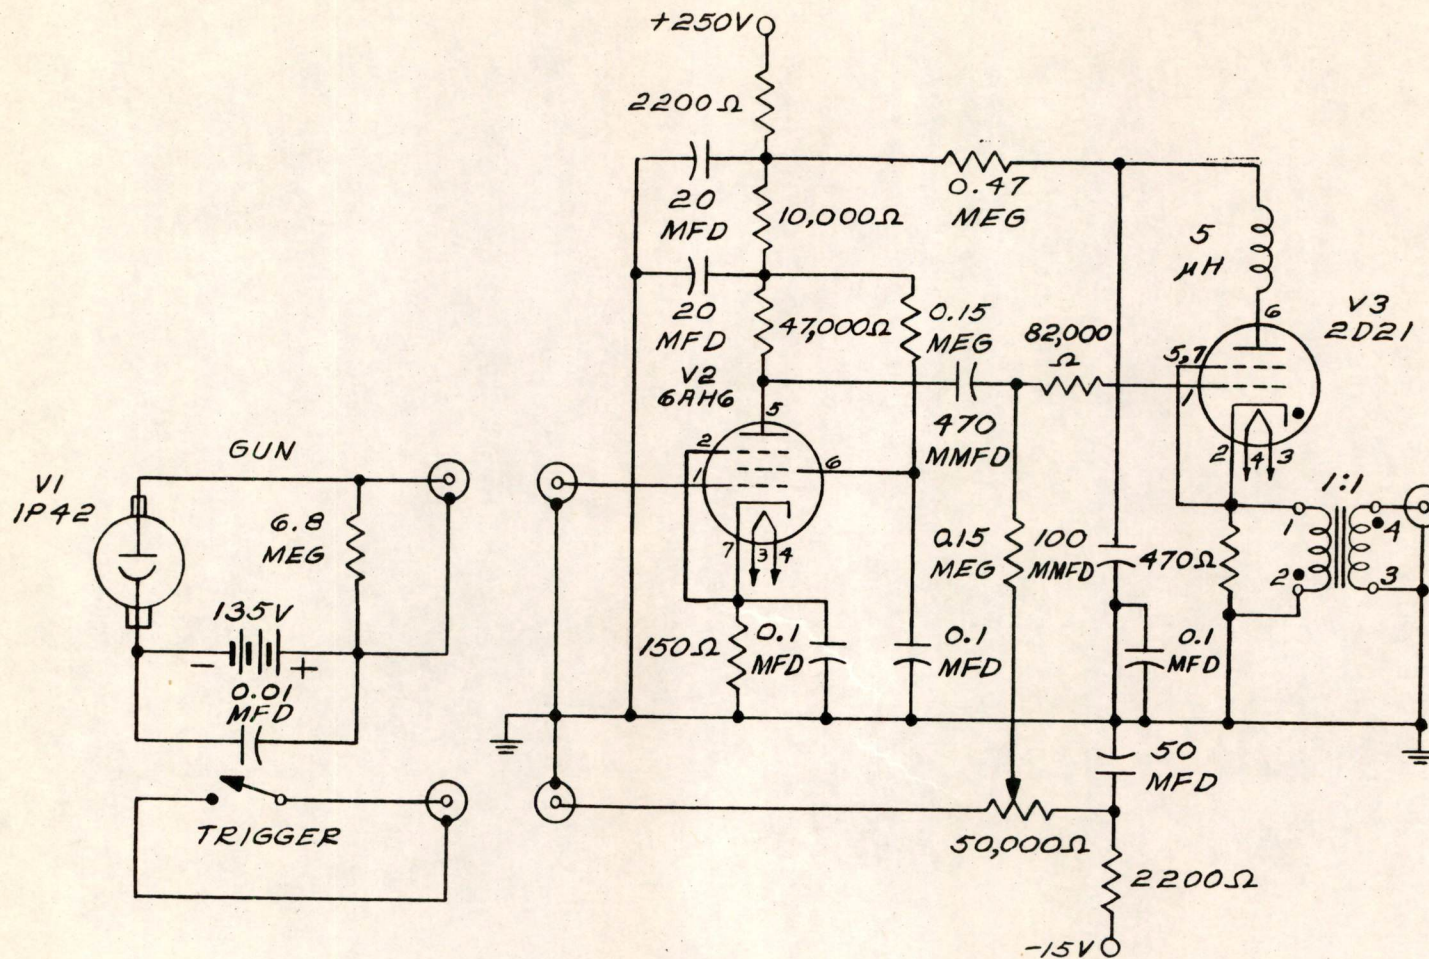 +250V
2200Ω
20
MFD
10,000Ω
0.47
MEG
5
µH
20
MFD
47,000Ω
0.15
MEG
82,000
Ω
6
V3
2D21
V2
6AH6
5
5,7
1
470
MMFD
2
1
6
2
4
3
GUN
V1
1P42
6.8
MEG
7
3
4
0.15
MEG
100
MMFD
470Ω
1:1
1
4
2
3
135V
-
+
0.01
MFD
150Ω
0.1
MFD
0.1
MFD
0.1
MFD
50
MFD
TRIGGER
50,000Ω
2200Ω
-15V